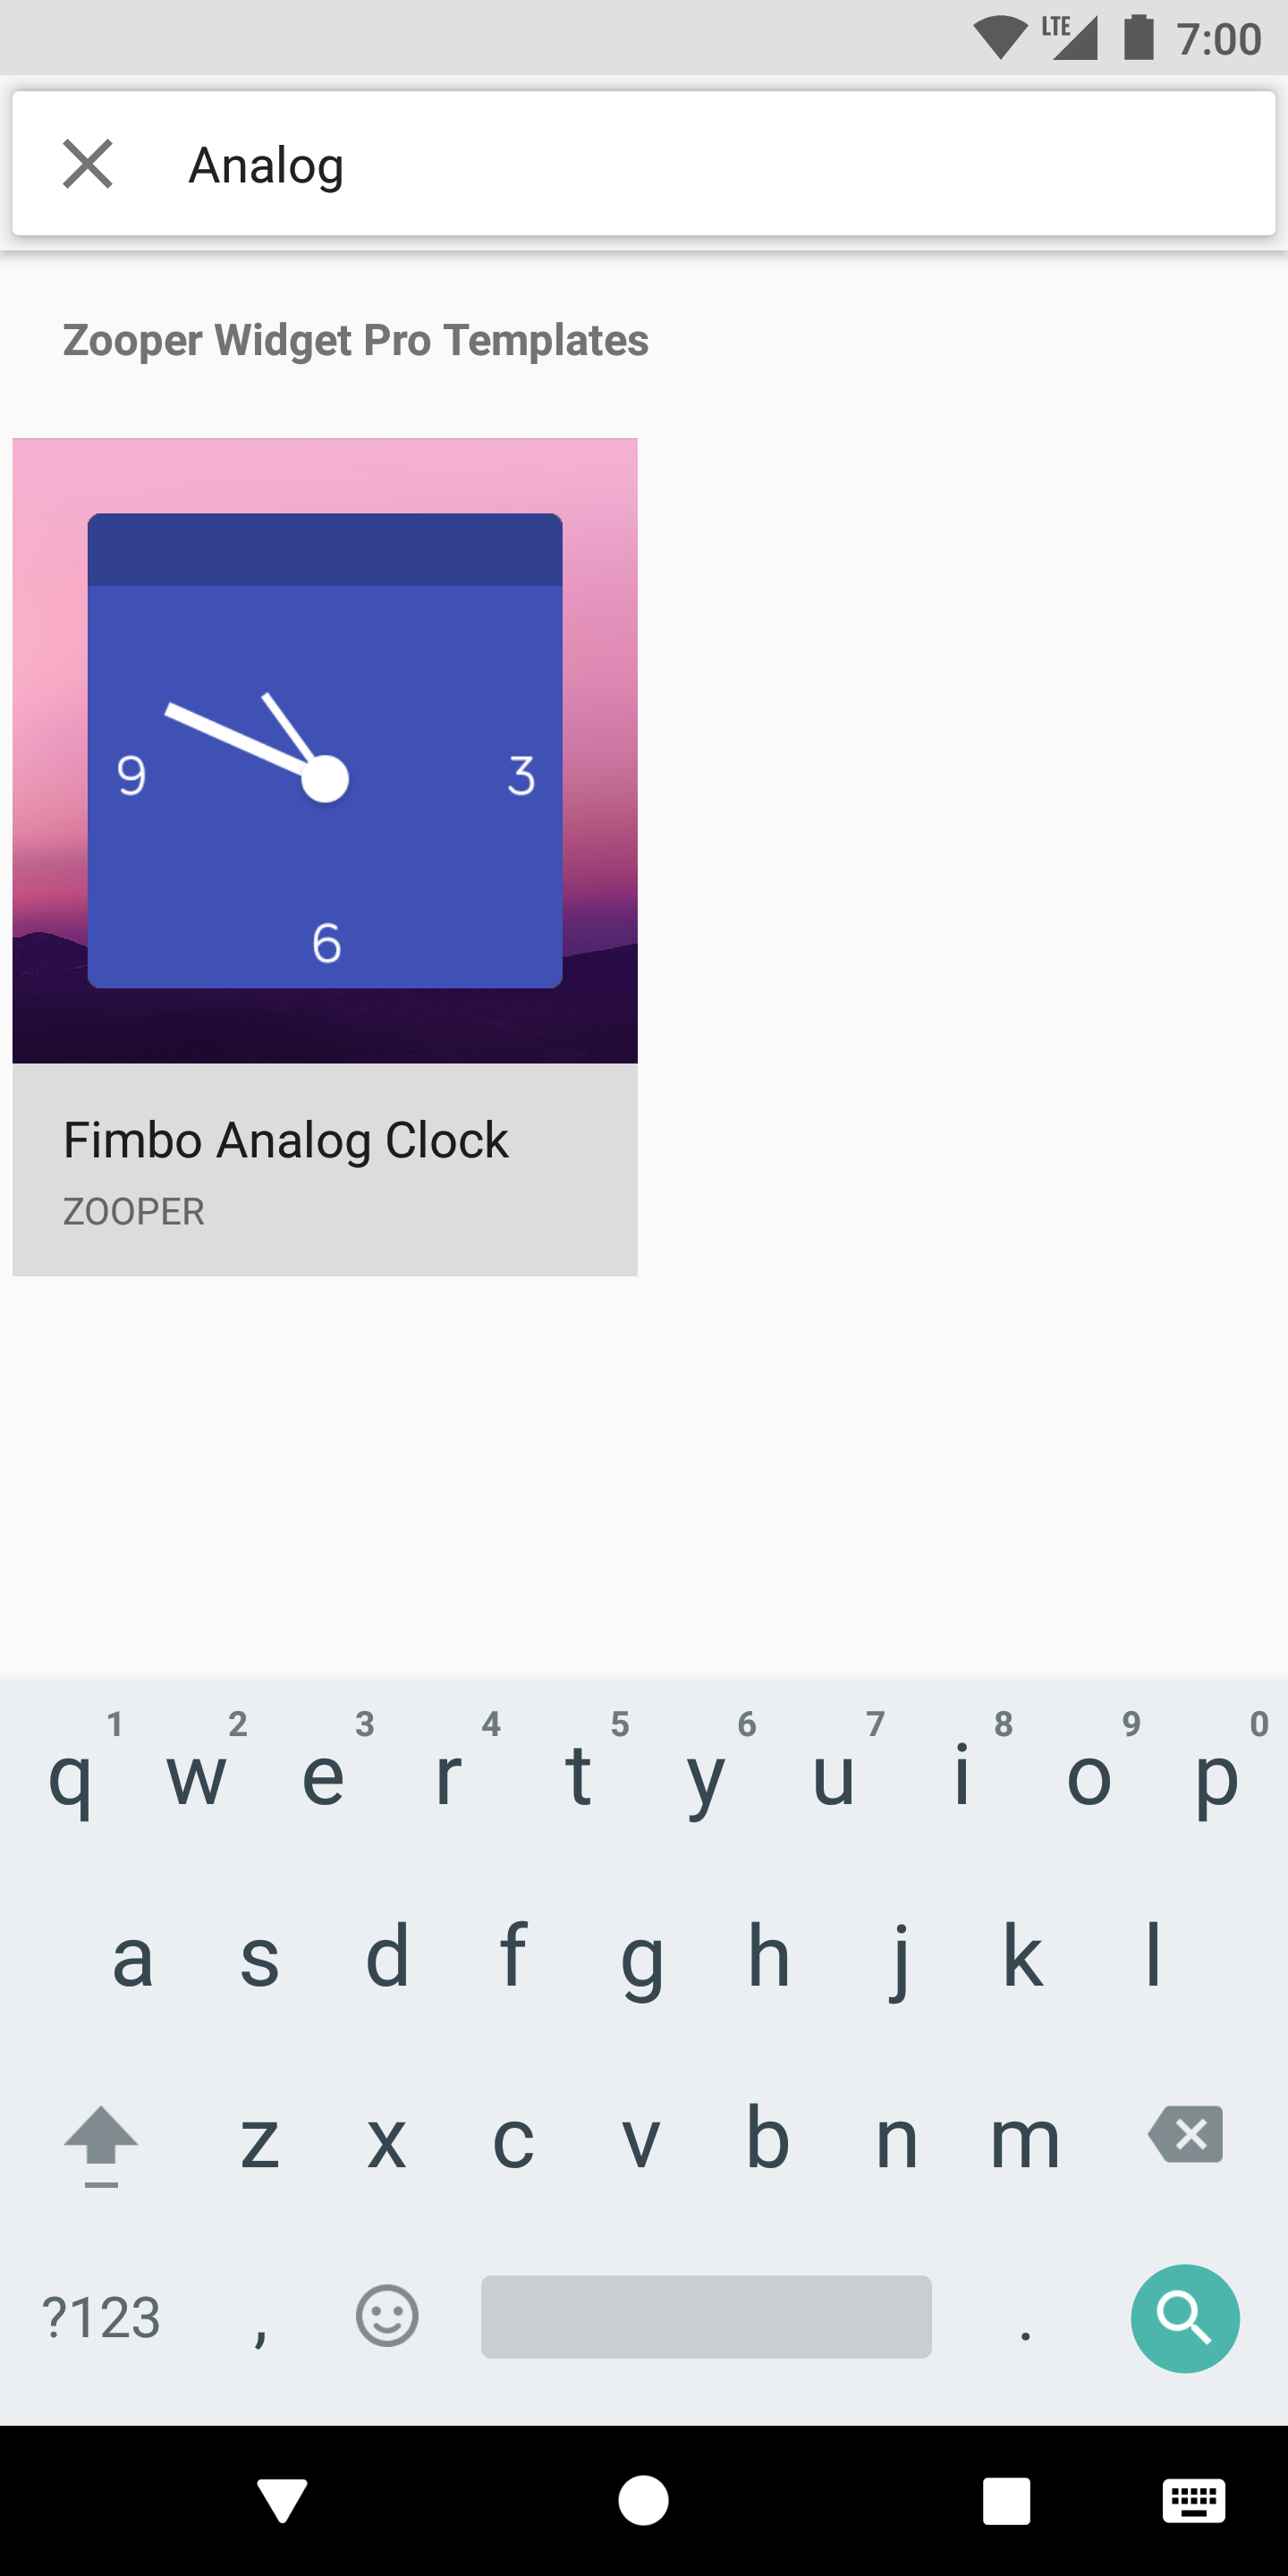 LTE 7:00
Analog
Zooper Widget Pro Templates
9 3
6
Fimbo Analog Clock
ZOOPER
1 2 3 4 5 6 7 8 9 0
q w e r t y u i o p
a s d f g h j k l
z x c v b n m
?123 , .